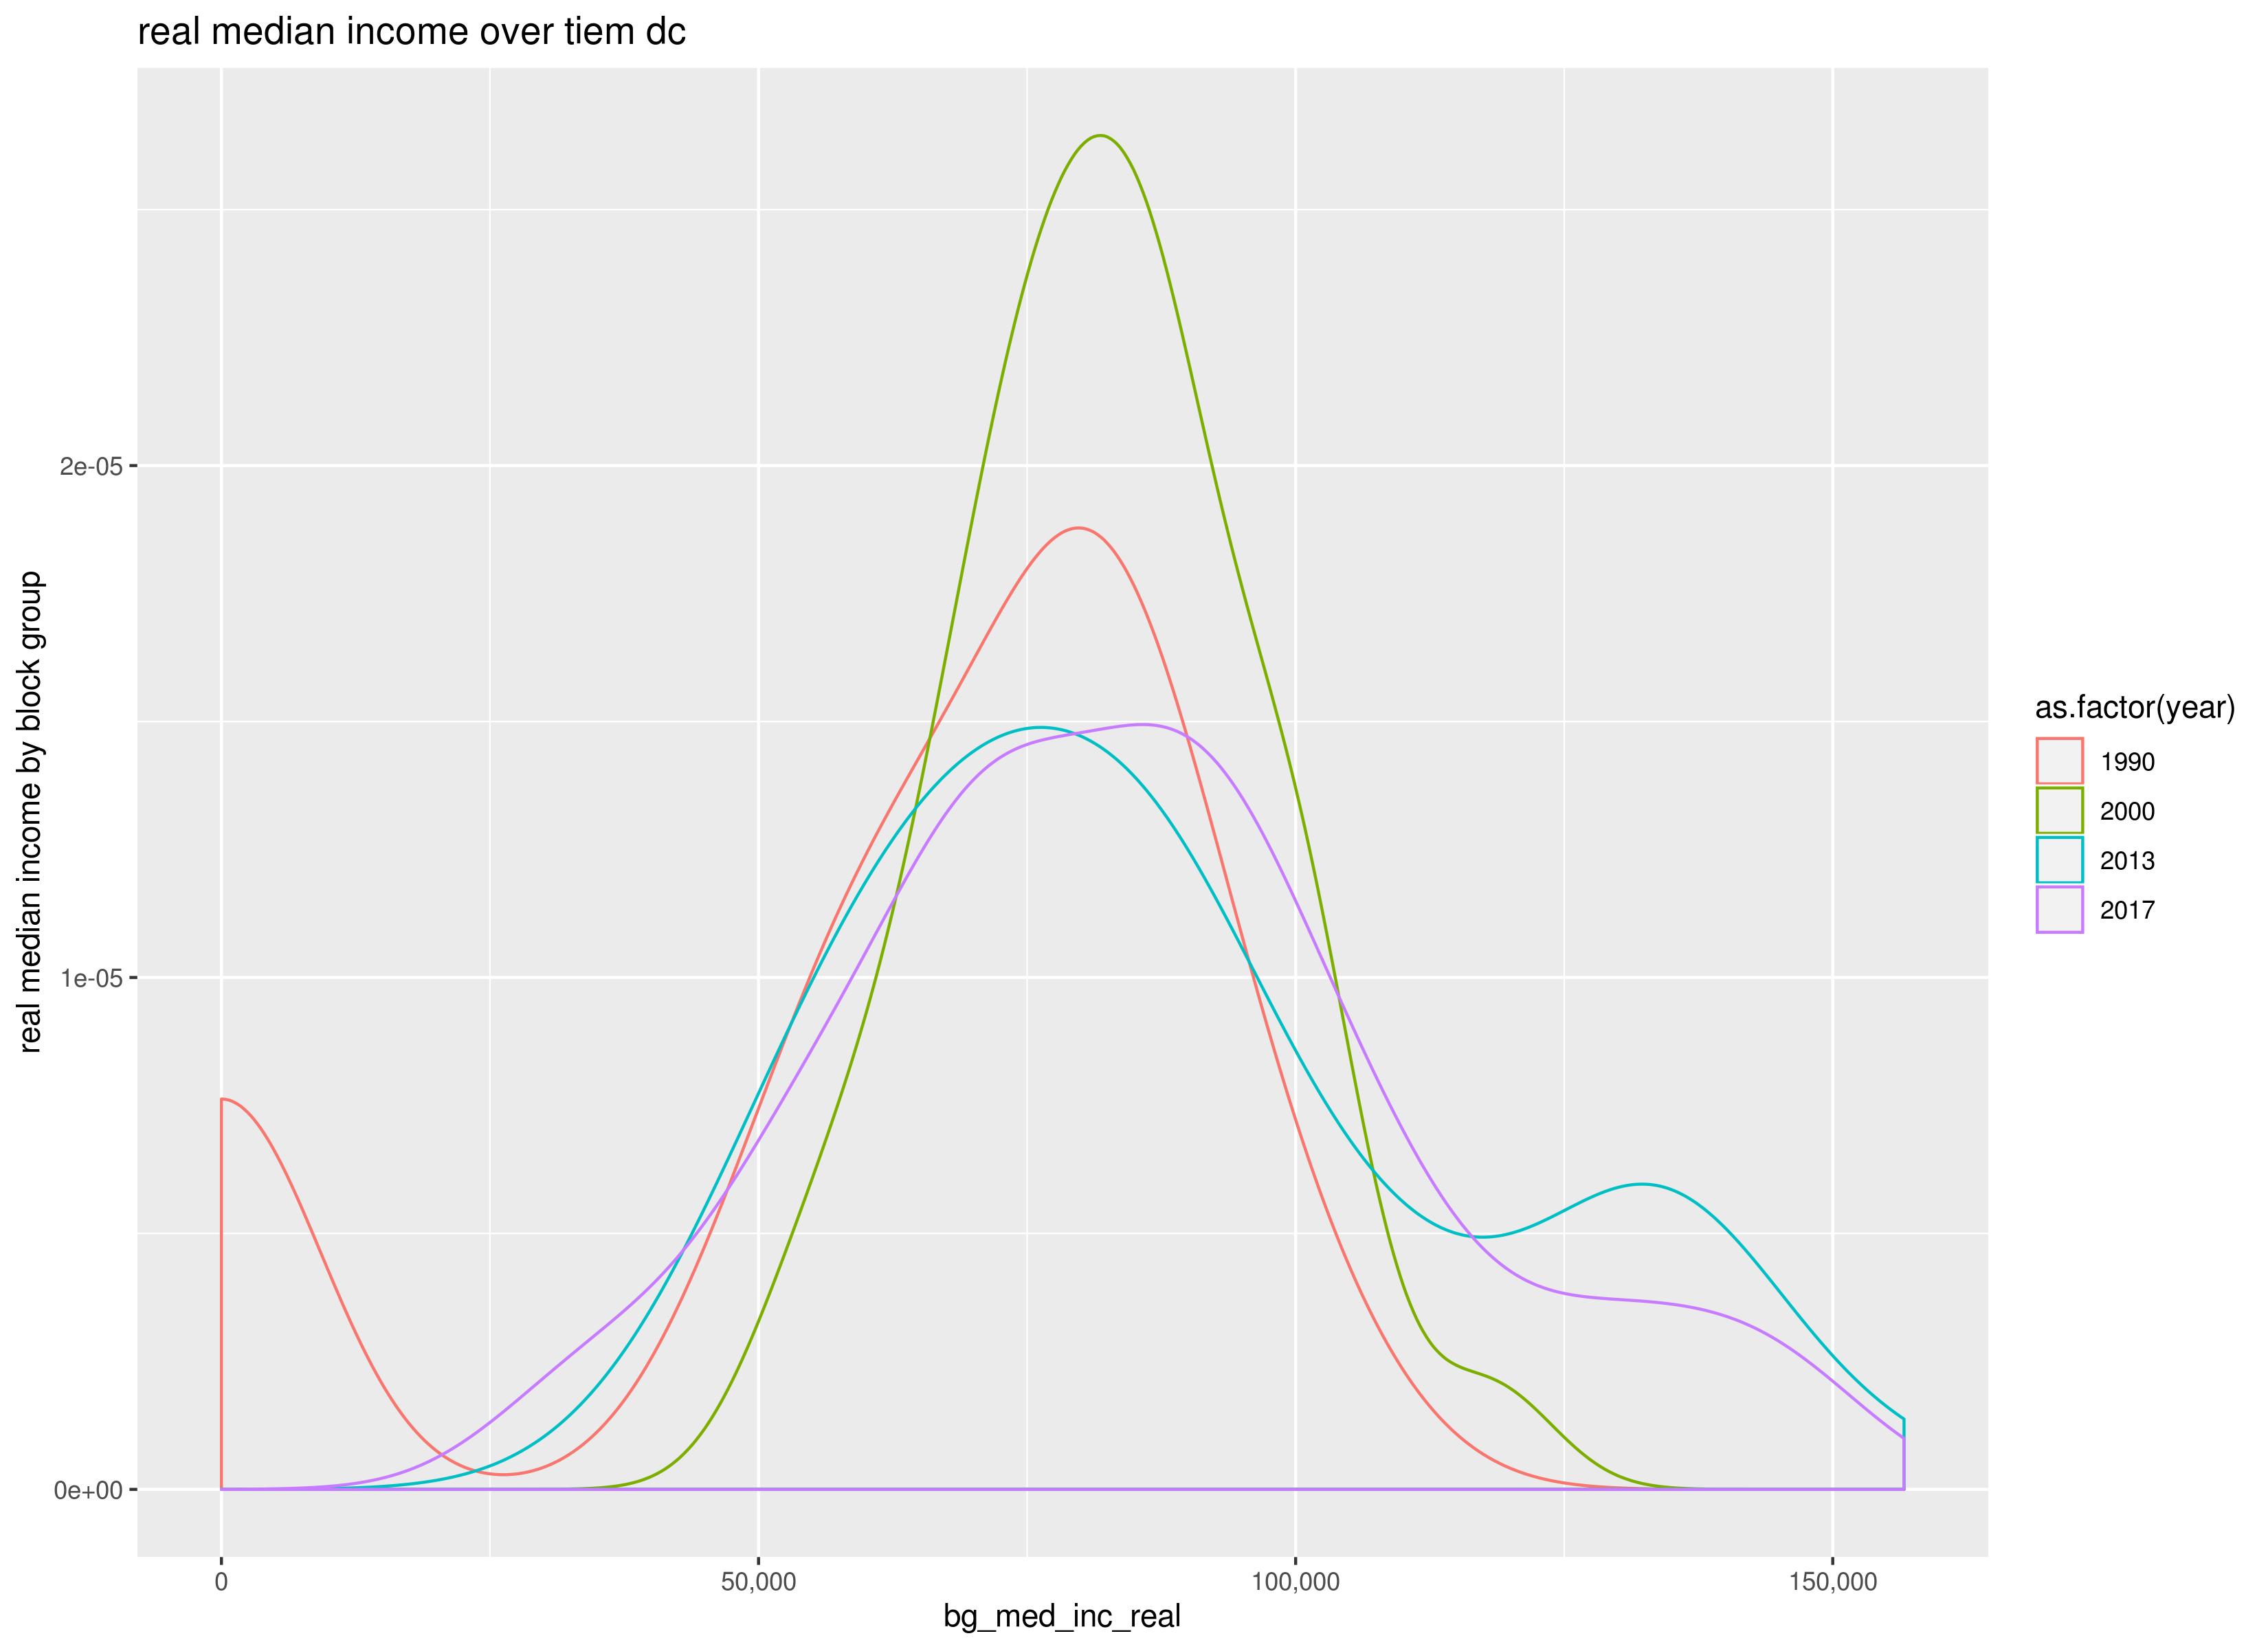 real median income over tiem dc
real median income by block group
2e-05
1e-05
0e+00
0
50,000
100,000
150,000
bg_med_inc_real
as.factor(year)
1990
2000
2013
2017